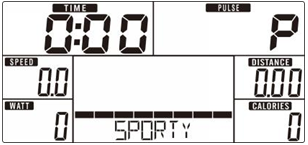 TIME PULSE
0:00 P
SPEED DISTANCE
0.0 0.00
WATT CALORIES
0 0
SPORTY